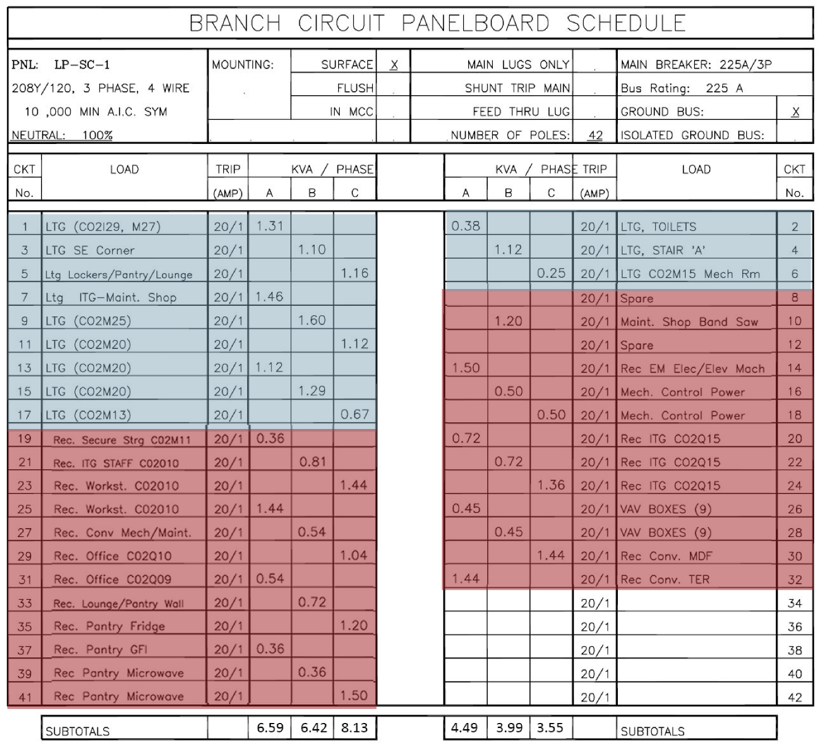 BRANCH CIRCUIT PANELBOARD SCHEDULE
PNL: LP-SC-1 MOUNTING: SURFACE X MAIN LUGS ONLY MAIN BREAKER: 225A/3P
208Y/120, 3 PHASE, 4 WIRE FLUSH SHUNT TRIP MAIN Bus Rating: 225 A
10 ,000 MIN A.I.C. SYM IN MCC FEED THRU LUG GROUND BUS: X
NEUTRAL: 100% NUMBER OF POLES: 42 ISOLATED GROUND BUS:
CKT LOAD TRIP KVA / PHASE KVA / PHASE TRIP LOAD CKT
No. (AMP) A B C A B C (AMP) No.
1 LTG (CO2I29, M27) 20/1 1.31 0.38 20/1 LTG, TOILETS 2
3 LTG SE Corner 20/1 1.10 1.12 20/1 LTG, STAIR 'A' 4
5 Ltg Lockers/Pantry/Lounge 20/1 1.16 0.25 20/1 LTG CO2M15 Mech Rm 6
7 Ltg ITG-Maint. Shop 20/1 1.46 20/1 Spare 8
9 LTG (CO2M25) 20/1 1.60 1.20 20/1 Maint. Shop Band Saw 10
11 LTG (CO2M20) 20/1 1.12 20/1 Spare 12
13 LTG (CO2M20) 20/1 1.12 1.50 20/1 Rec EM Elec/Elev Mach 14
15 LTG (CO2M20) 20/1 1.29 0.50 20/1 Mech. Control Power 16
17 LTG (CO2M13) 20/1 0.67 0.50 20/1 Mech. Control Power 18
19 Rec. Secure Strg C02M11 20/1 0.36 0.72 20/1 Rec ITG CO2Q15 20
21 Rec. ITG STAFF C02010 20/1 0.81 0.72 20/1 Rec ITG CO2Q15 22
23 Rec. Workst. C02010 20/1 1.44 1.36 20/1 Rec ITG CO2Q15 24
25 Rec. Workst. C02010 20/1 1.44 0.45 20/1 VAV BOXES (9) 26
27 Rec. Conv Mech/Maint. 20/1 0.54 0.45 20/1 VAV BOXES (9) 28
29 Rec. Office C02Q10 20/1 1.04 1.44 20/1 Rec Conv. MDF 30
31 Rec. Office C02Q09 20/1 0.54 1.44 20/1 Rec Conv. TER 32
33 Rec. Lounge/Pantry Wall 20/1 0.72 20/1 34
35 Rec. Pantry Fridge 20/1 1.20 20/1 36
37 Rec. Pantry GFI 20/1 0.36 20/1 38
39 Rec Pantry Microwave 20/1 0.36 20/1 40
41 Rec Pantry Microwave 20/1 1.50 20/1 42
SUBTOTALS 6.59 6.42 8.13 4.49 3.99 3.55 SUBTOTALS